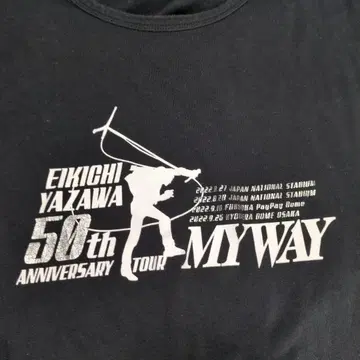 EIKICHI
YAZAWA
50th
ANNIVERSARY TOUR
MY WAY
2022.8.27 JAPAN NATIONAL STADIUM
2022.8.28 JAPAN NATIONAL STADIUM
2022.9.18 FUKUOKA PayPay Dome
2022.9.25 KYOCERA DOME OSAKA